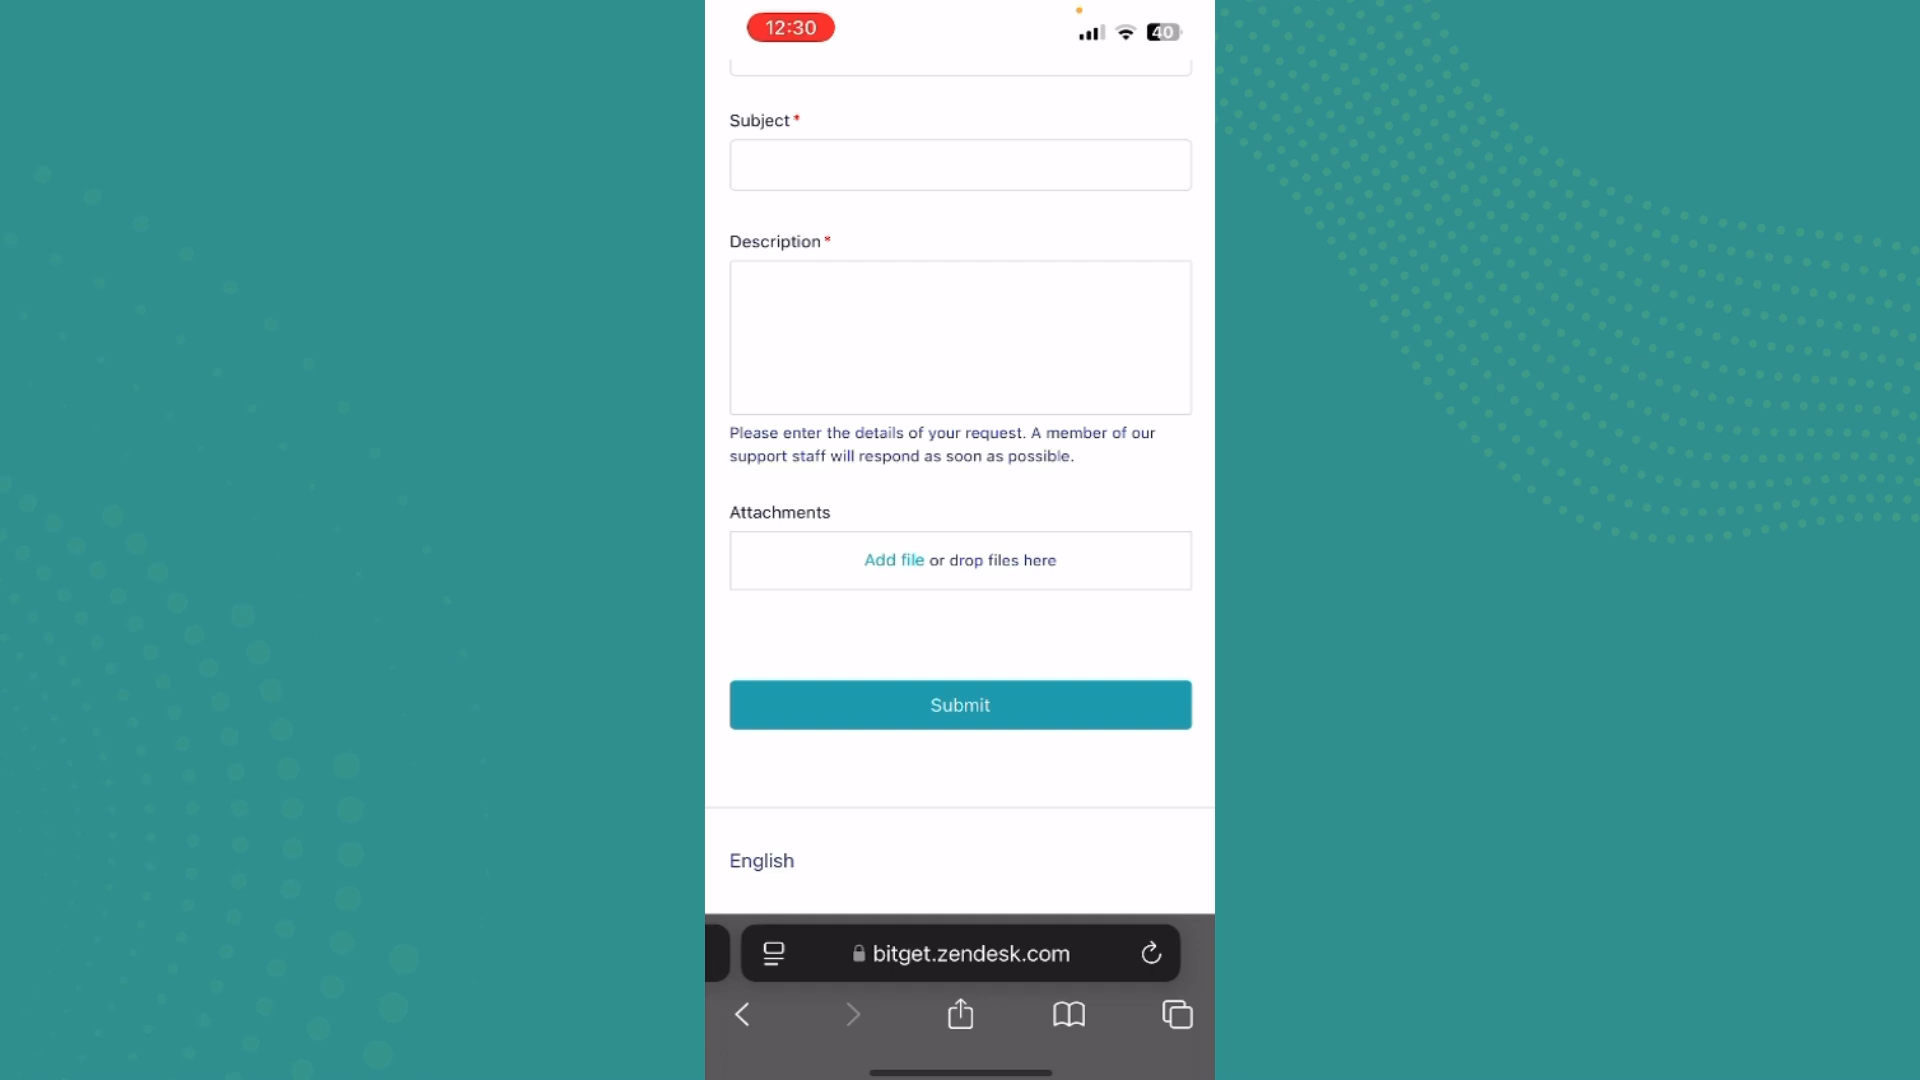 12:30
40
Subject *
Description *
Please enter the details of your request. A member of our
support staff will respond as soon as possible.
Attachments
Add file or drop files here
Submit
English
bitget.zendesk.com